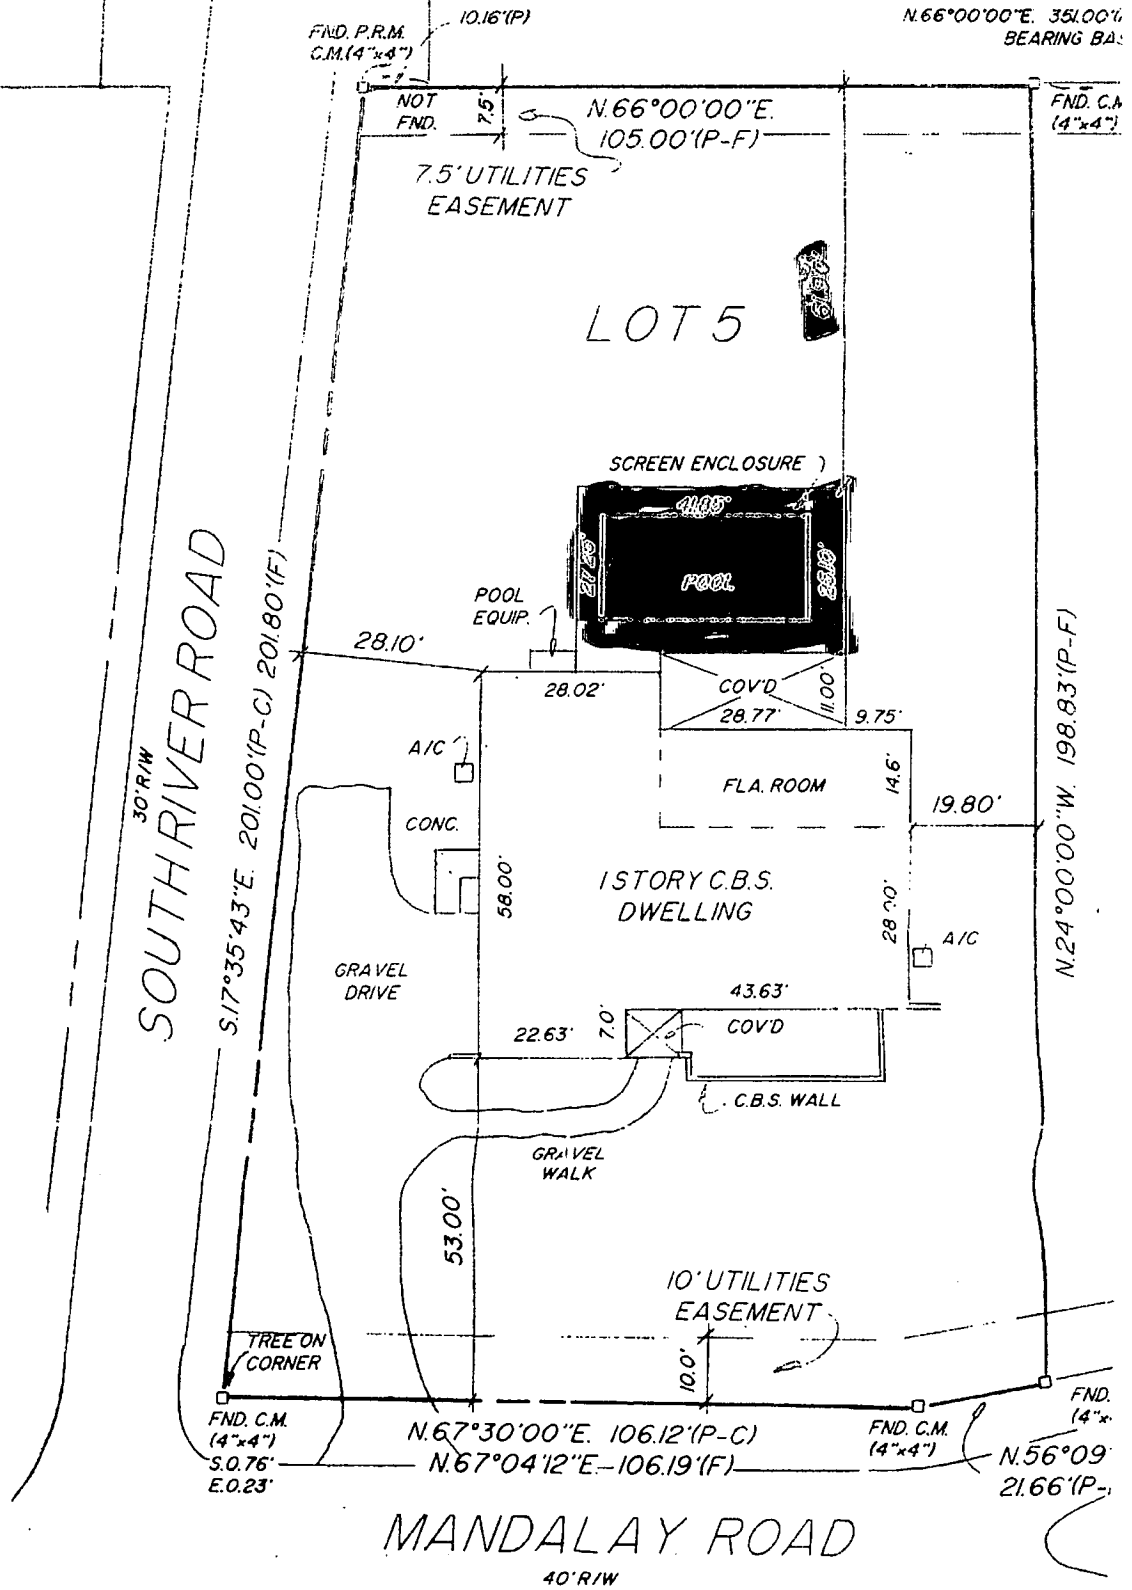 10.16'(P)
N.66°00'00"E. 351.00'(
BEARING BAS
FND. P.R.M.
C.M.(4"x4")
NOT
FND.
7.5'
N.66°00'00"E.
105.00'(P-F)
FND. C.M
(4"x4")
7.5' UTILITIES
EASEMENT
LOT 5
SCREEN ENCLOSURE
41.85'
POOL
POOL
EQUIP.
28.10'
28.02'
COV'D
28.77'
11.00'
9.75'
A/C
FLA. ROOM
14.6'
19.80'
CONC.
30' R/W
SOUTH RIVER ROAD
S.17°35'43"E. 201.00'(P-C) 201.80'(F)
N.24°00'00"W. 198.83'(P-F)
58.00'
1 STORY C.B.S.
DWELLING
A/C
GRAVEL
DRIVE
43.63'
22.63'
7.0'
COV'D
C.B.S. WALL
GRAVEL
WALK
53.00'
10' UTILITIES
EASEMENT
10.0'
TREE ON
CORNER
FND. C.M.
(4"x4")
S.0.76'
E.0.23'
N.67°30'00"E. 106.12'(P-C)
N.67°04'12"E. 106.19'(F)
FND. C.M.
(4"x4")
FND.
(4"x
N.56°09'
21.66'(P-
MANDALAY ROAD
40' R/W